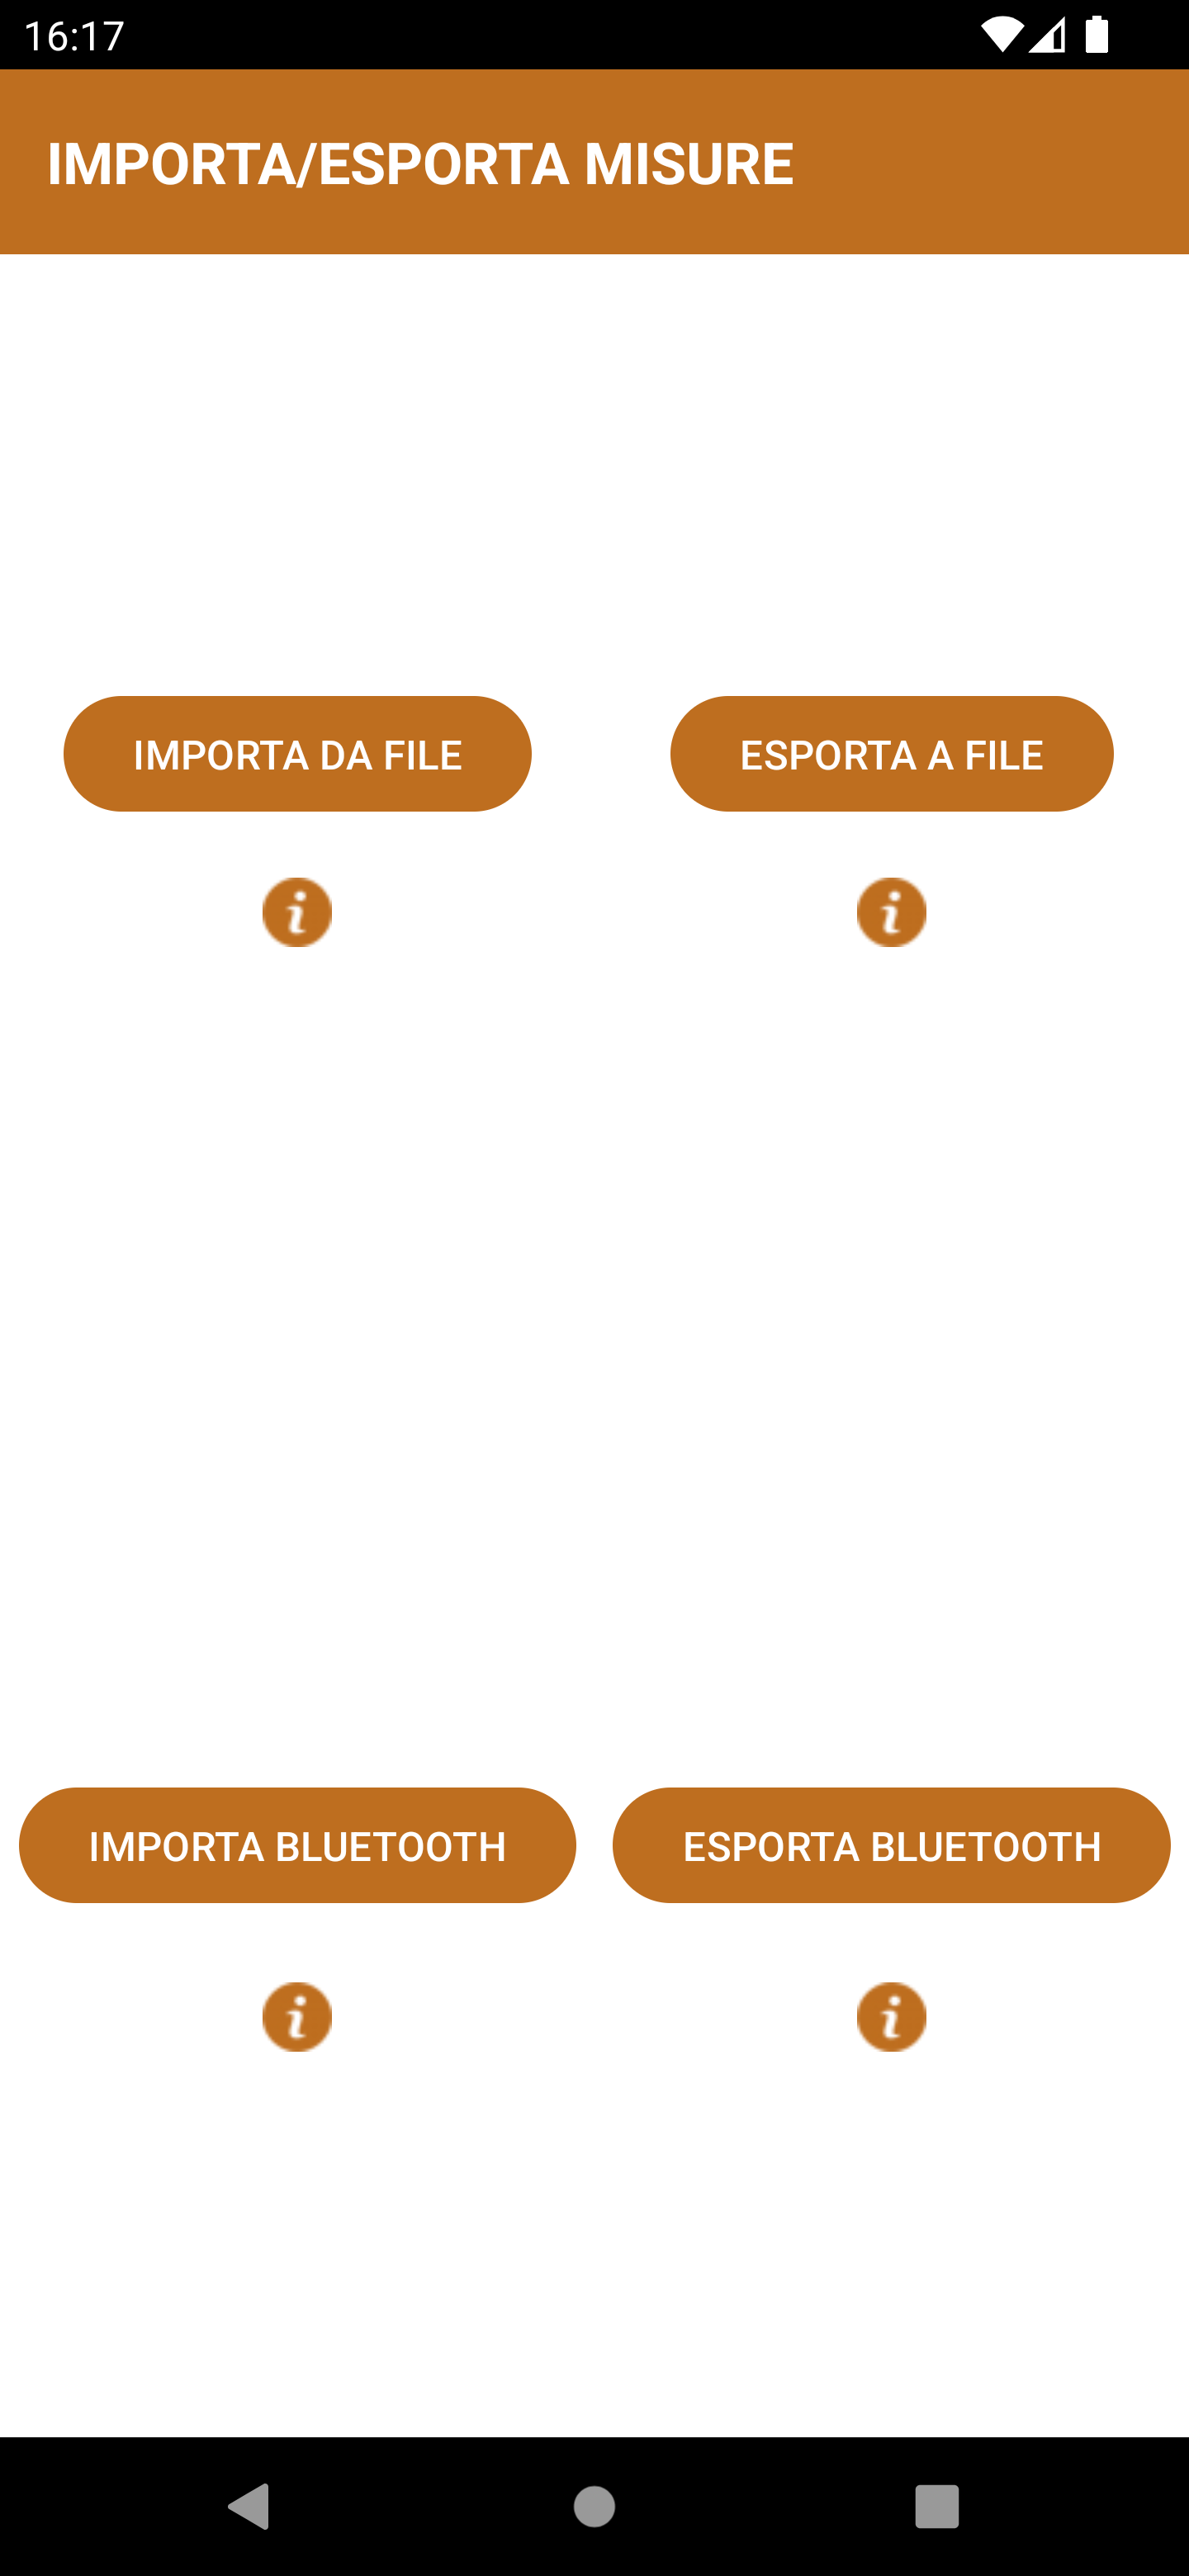 16:17
IMPORTA/ESPORTA MISURE
IMPORTA DA FILE
ESPORTA A FILE
i
i
IMPORTA BLUETOOTH
ESPORTA BLUETOOTH
i
i